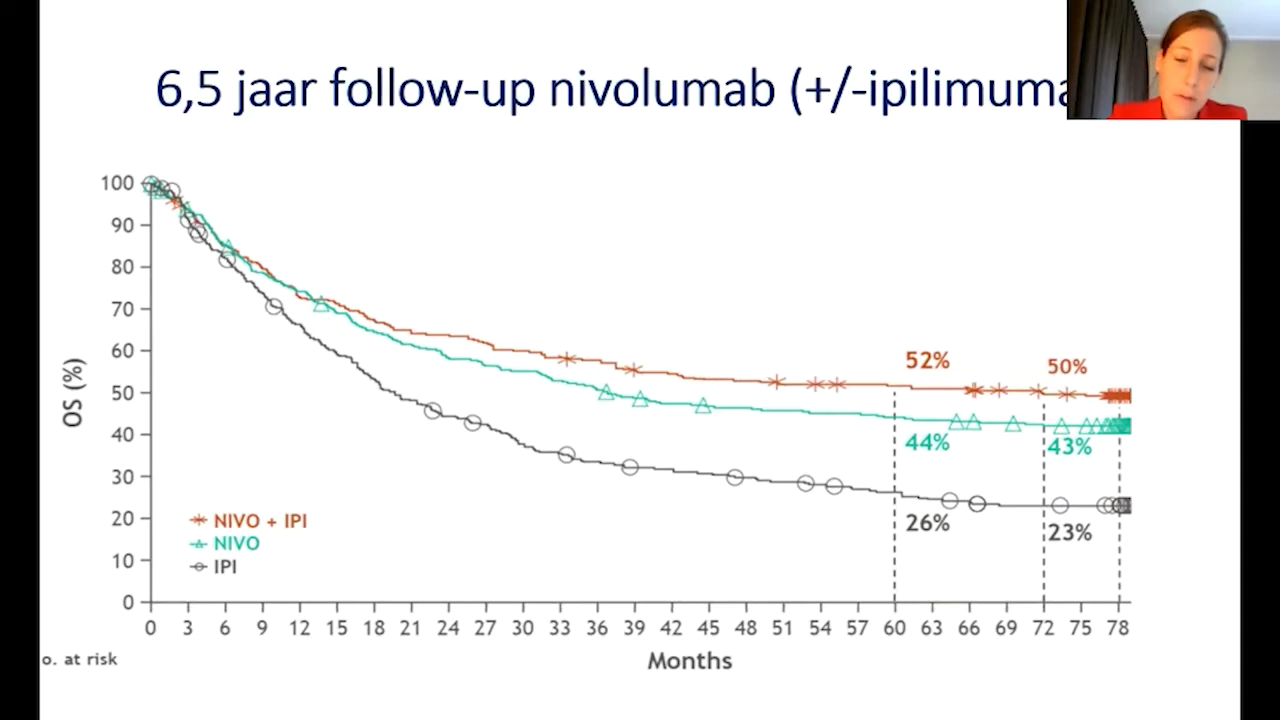 6,5 jaar follow-up nivolumab (+/-ipilimuma
100
90
80
70
60
50
40
30
20
10
0
OS (%)
52%
50%
44%
43%
26%
23%
NIVO + IPI
NIVO
IPI
0 3 6 9 12 15 18 21 24 27 30 33 36 39 42 45 48 51 54 57 60 63 66 69 72 75 78
Months
o. at risk